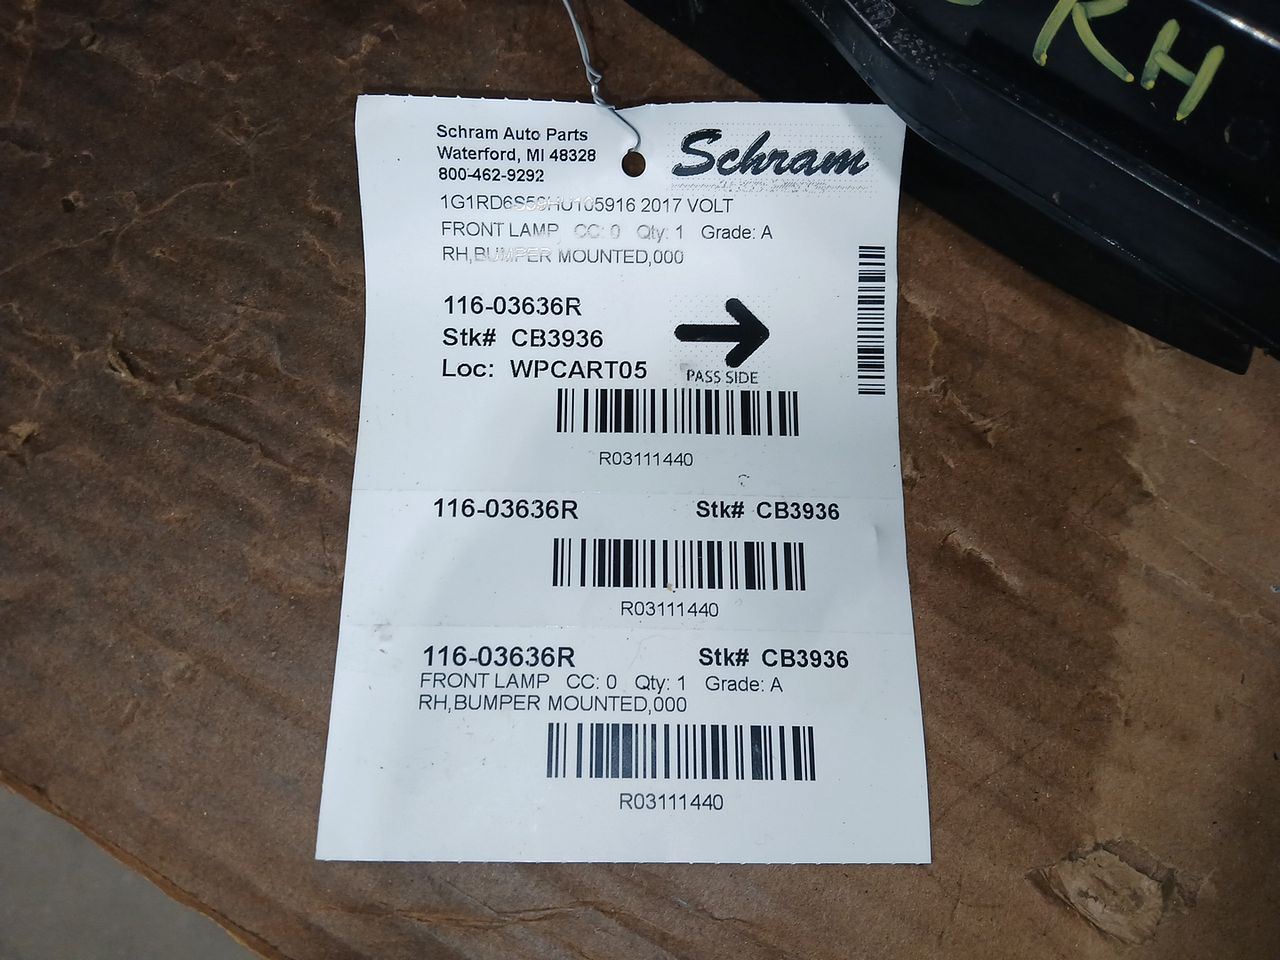 RH
Schram Auto Parts
Waterford, MI 48328
800-462-9292
Schram
1G1RD6S59HU105916 2017 VOLT
FRONT LAMP CC: 0 Qty: 1 Grade: A
RH,BUMPER MOUNTED,000
116-03636R
Stk# CB3936
Loc: WPCART05
PASS SIDE
R03111440
116-03636R Stk# CB3936
R03111440
116-03636R Stk# CB3936
FRONT LAMP CC: 0 Qty: 1 Grade: A
RH,BUMPER MOUNTED,000
R03111440